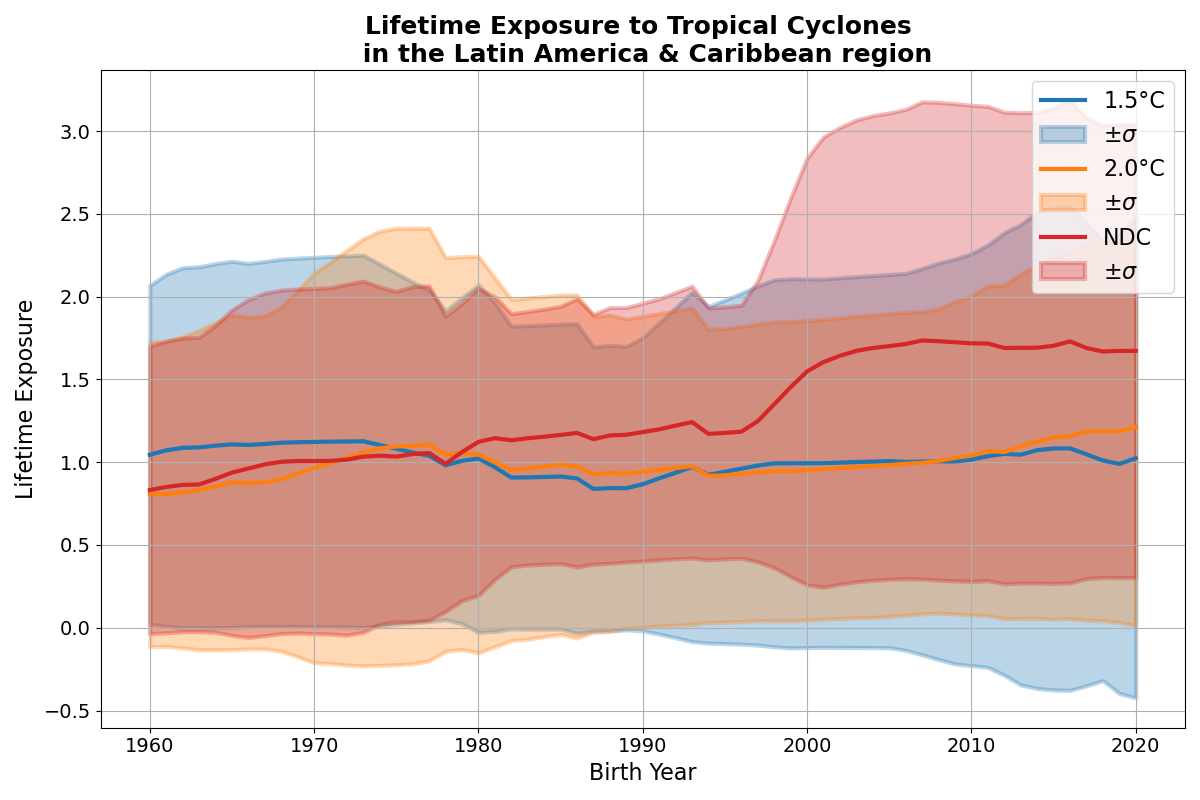 Lifetime Exposure to Tropical Cyclones
in the Latin America & Caribbean region
1.5°C
±σ
2.0°C
±σ
NDC
±σ
Lifetime Exposure
3.0
2.5
2.0
1.5
1.0
0.5
0.0
−0.5
1960 1970 1980 1990 2000 2010 2020
Birth Year